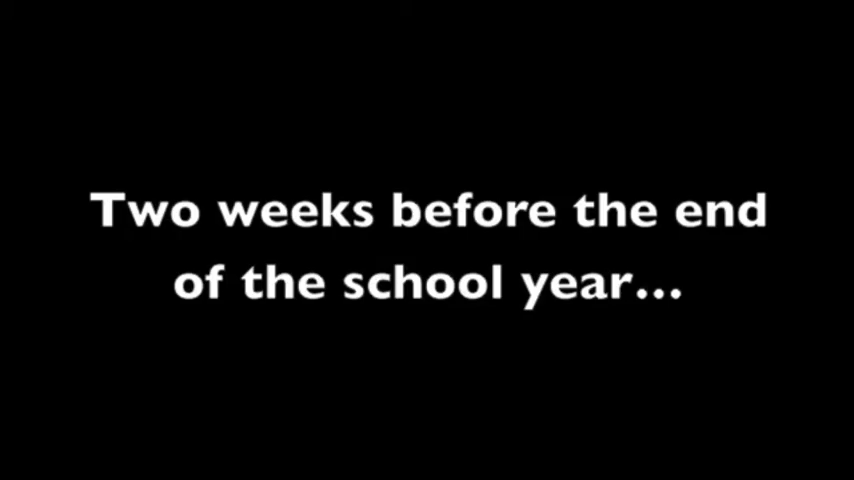 Two weeks before the end
of the school year...